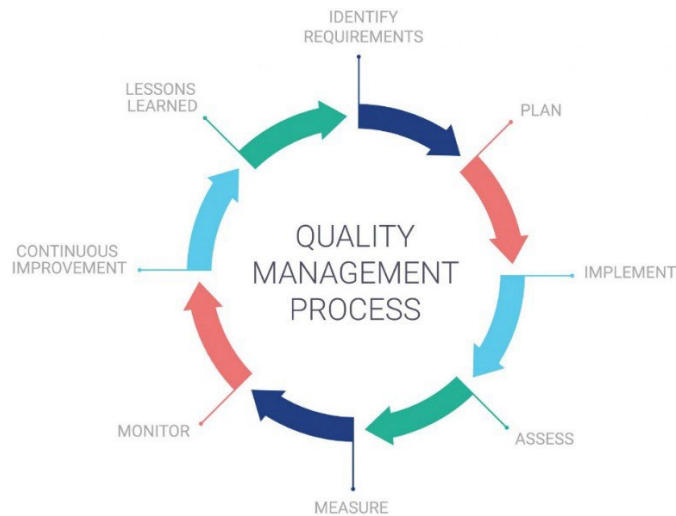 IDENTIFY
REQUIREMENTS
PLAN
IMPLEMENT
ASSESS
MEASURE
MONITOR
CONTINUOUS
IMPROVEMENT
LESSONS
LEARNED
QUALITY
MANAGEMENT
PROCESS